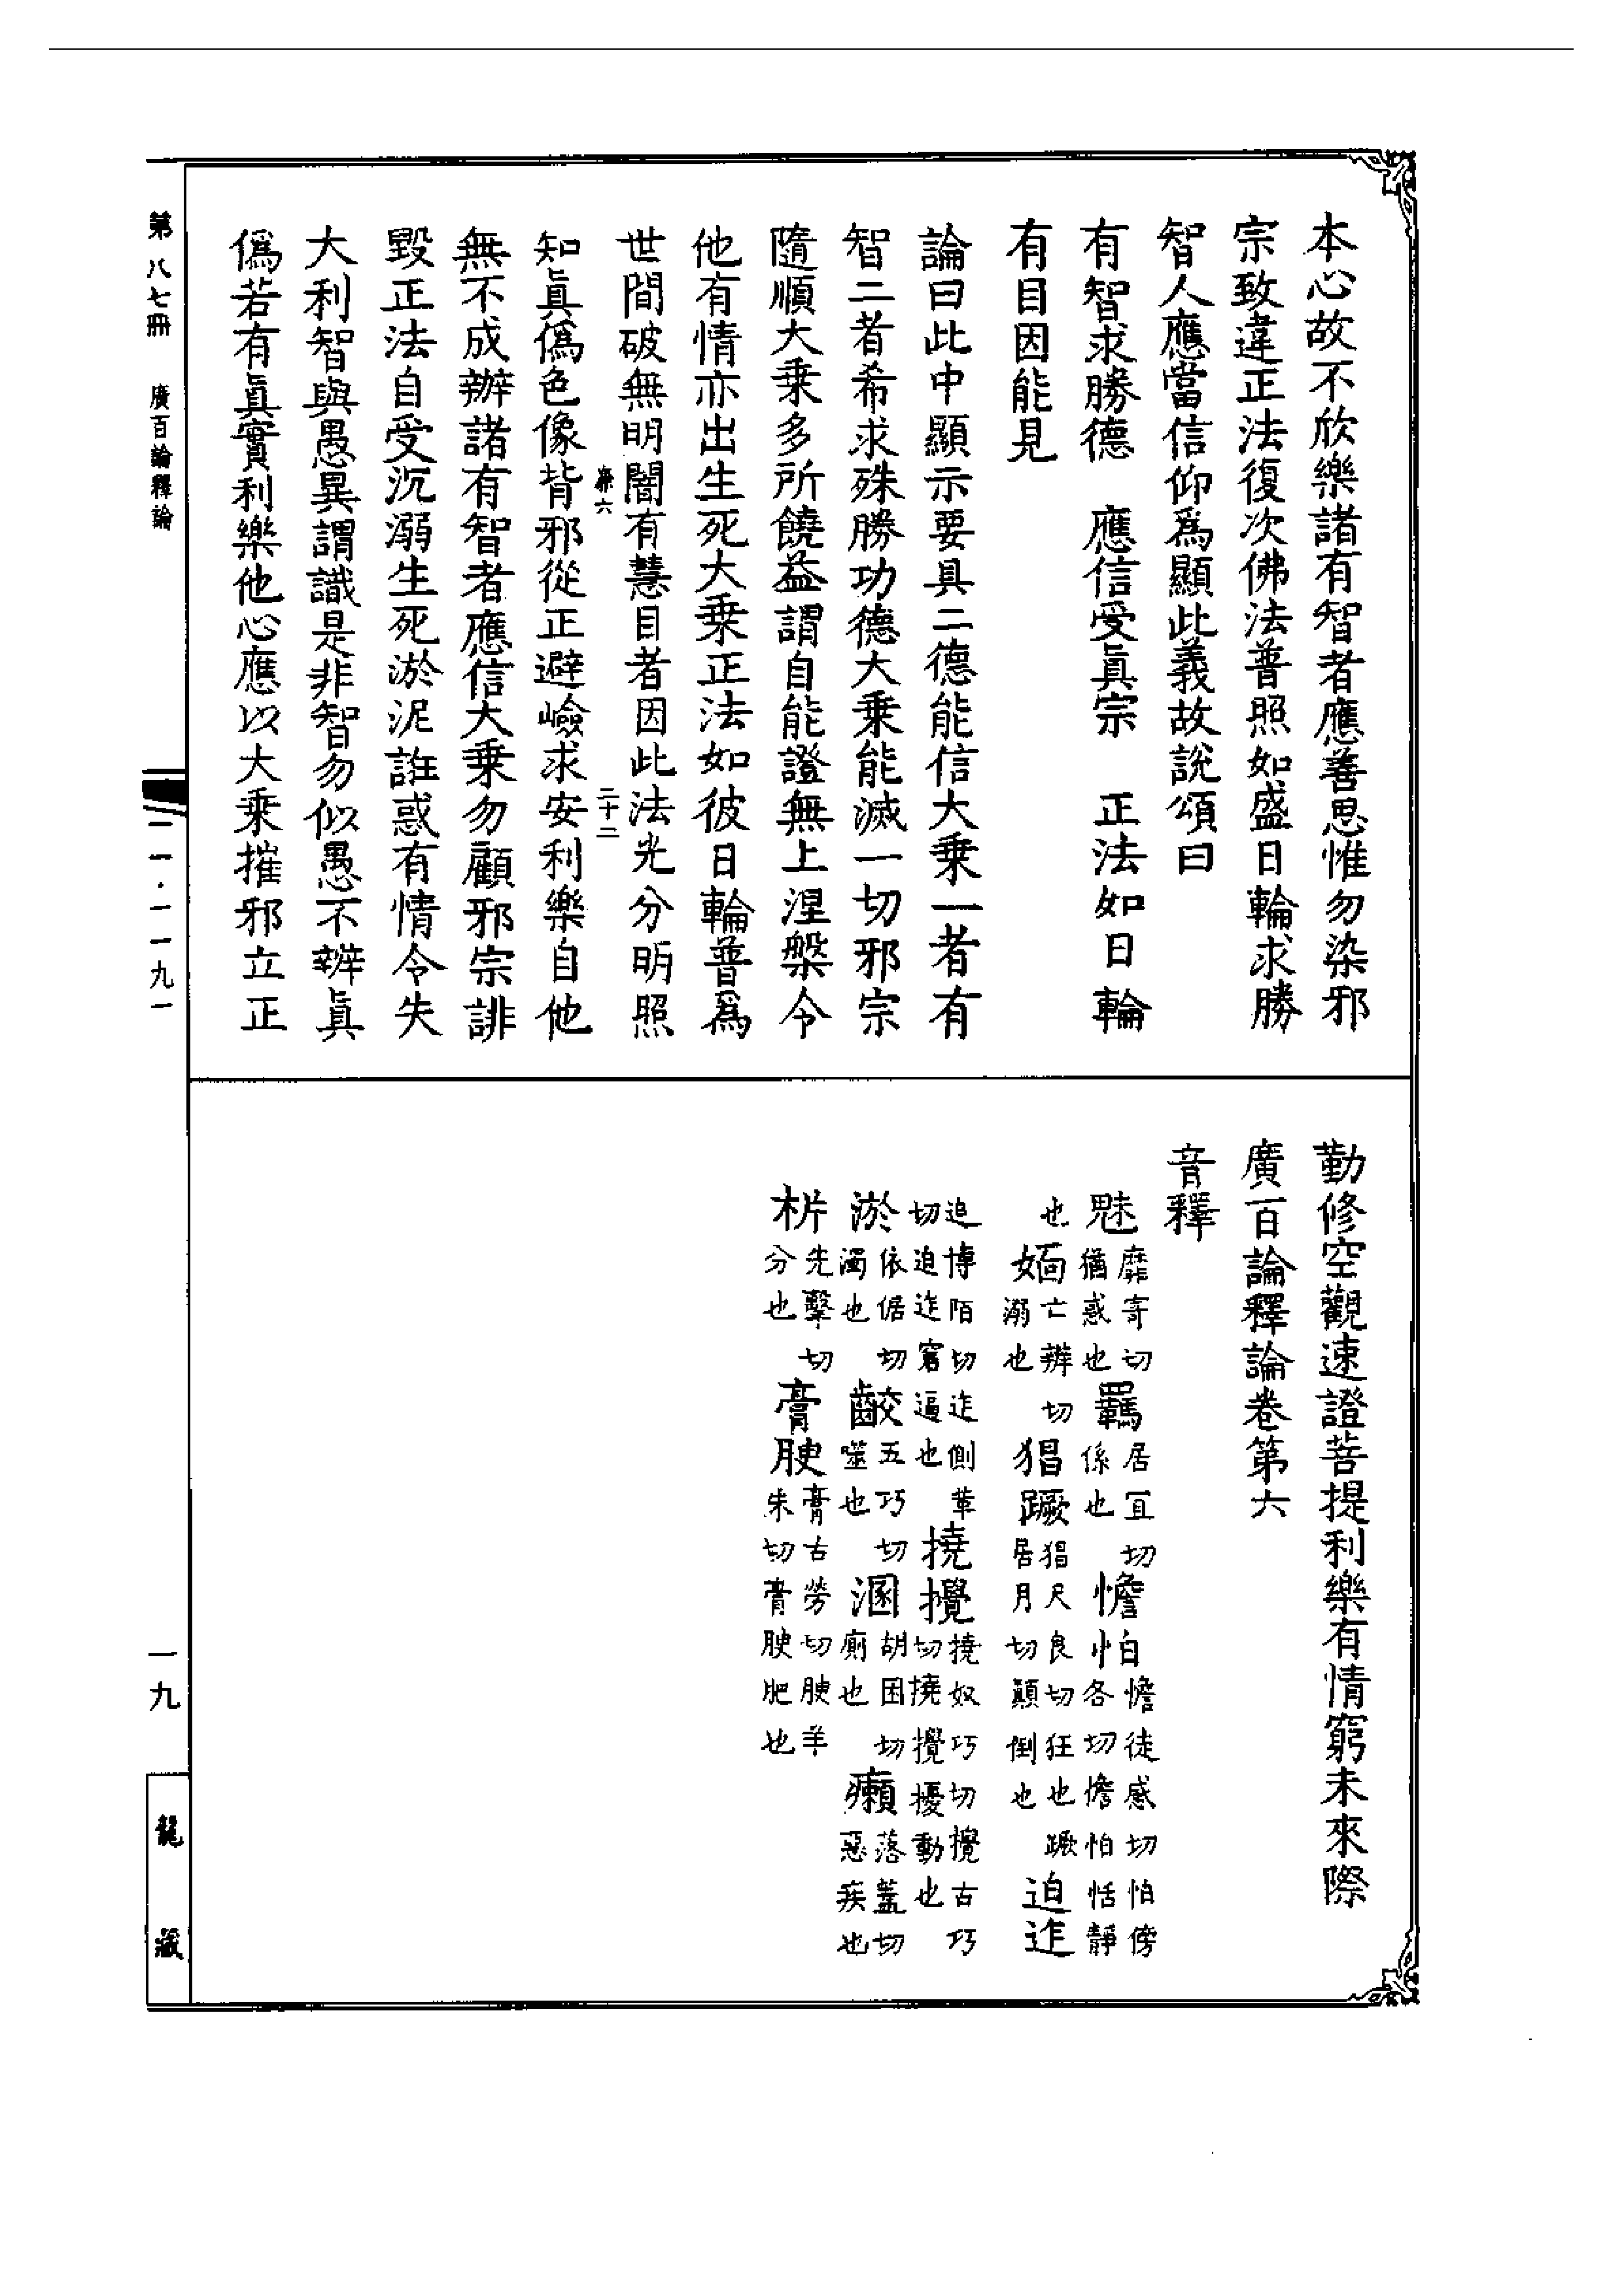 本心故不欣樂諸有智者應善思惟勿染邪
宗致違正法復次佛法普照如盛日輪求勝
智人應當信仰爲顯此義故說頌曰
有智求勝德　應信受眞宗　正法如日輪
有目因能見
論曰此中顯示要具二德能信大乘一者有
智二者希求殊勝功德大乘能滅一切邪宗
隨順大乘多所饒益謂自能證無上涅槃令
他有情亦出生死大乘正法如彼日輪普爲
世間破無明闇有慧目者因此法光分明照
知眞僞色像背邪從正避嶮求安利樂自他
無不成辦諸有智者應信大乘勿顧邪宗誹
毀正法自受沉溺生死淤泥誑惑有情令失
大利智與愚異謂識是非智勿似愚不辨眞
僞若有眞實利樂他心應以大乘摧邪立正
二十二
勤修空觀速證菩提利樂有情窮未來際
廣百論釋論卷第六
音釋
魅靡寄切猶惑也 羈居宜切係也 憺怕憺徒感切怕傍各切憺怕恬靜
也 婳亡辨切溺也 猖蹶猖尺良切狂也蹶居月切顛倒也 迫迮
迫博陌切迮側革切迫迮窘逼也 撓攪撓奴巧切攪古巧切撓攪擾動也
淤依倨切濁也 齩五巧切噬也 溷胡困切廁也 癩落蓋切惡疾也
㭊先擊切分也 膏腴膏古勞切腴羊朱切膏腴肥也
第八七冊　廣百論釋論
一一·一一九一
一九
龍藏